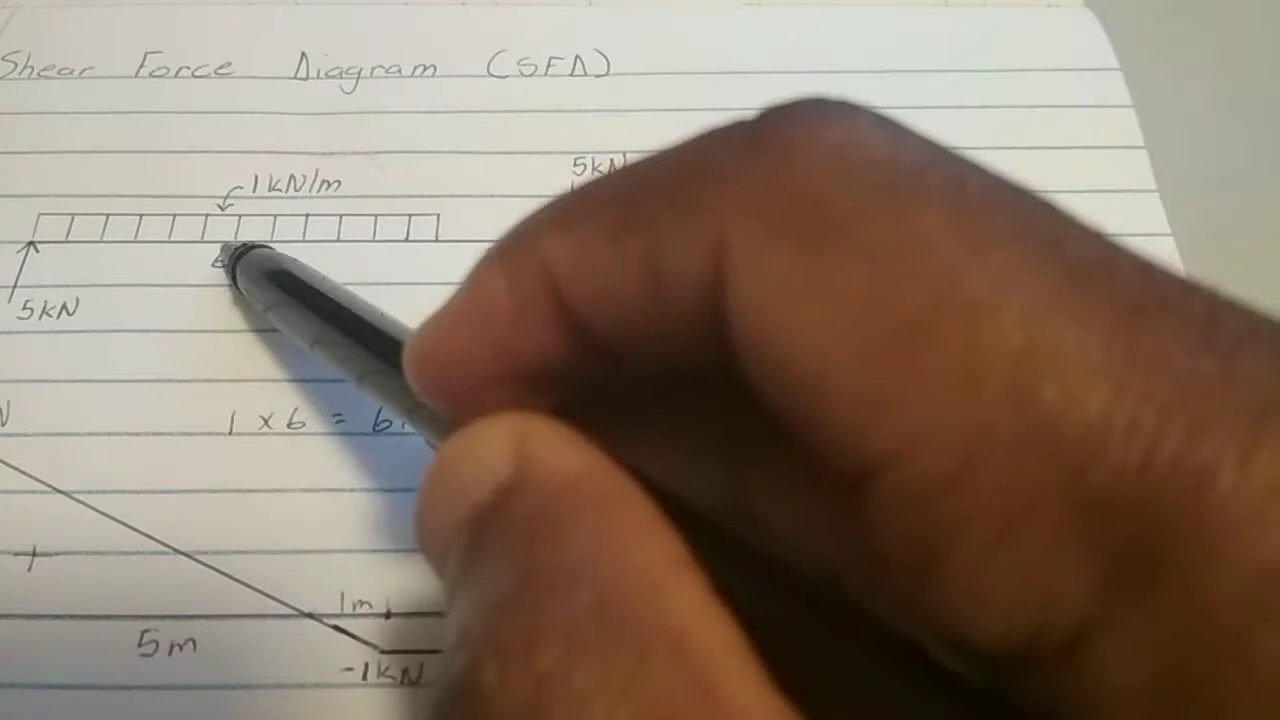 Shear Force Diagram (SFD)
5kN
1kN/m
5kN
1 x 6 = 6
1m
5m
-1kN